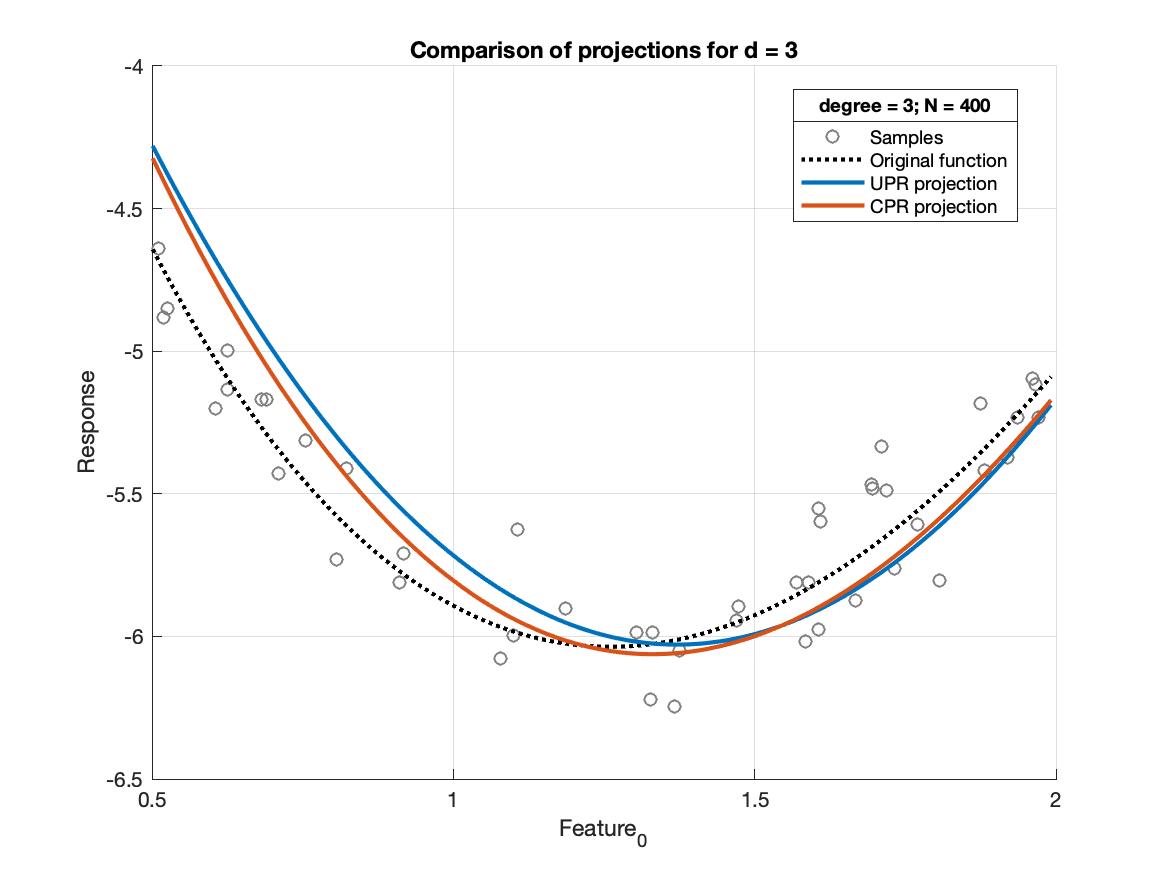 Comparison of projections for d = 3
-4
-4.5
-5
-5.5
-6
-6.5
Response
degree = 3; N = 400
Samples
Original function
UPR projection
CPR projection
0.5
1
1.5
2
Feature0